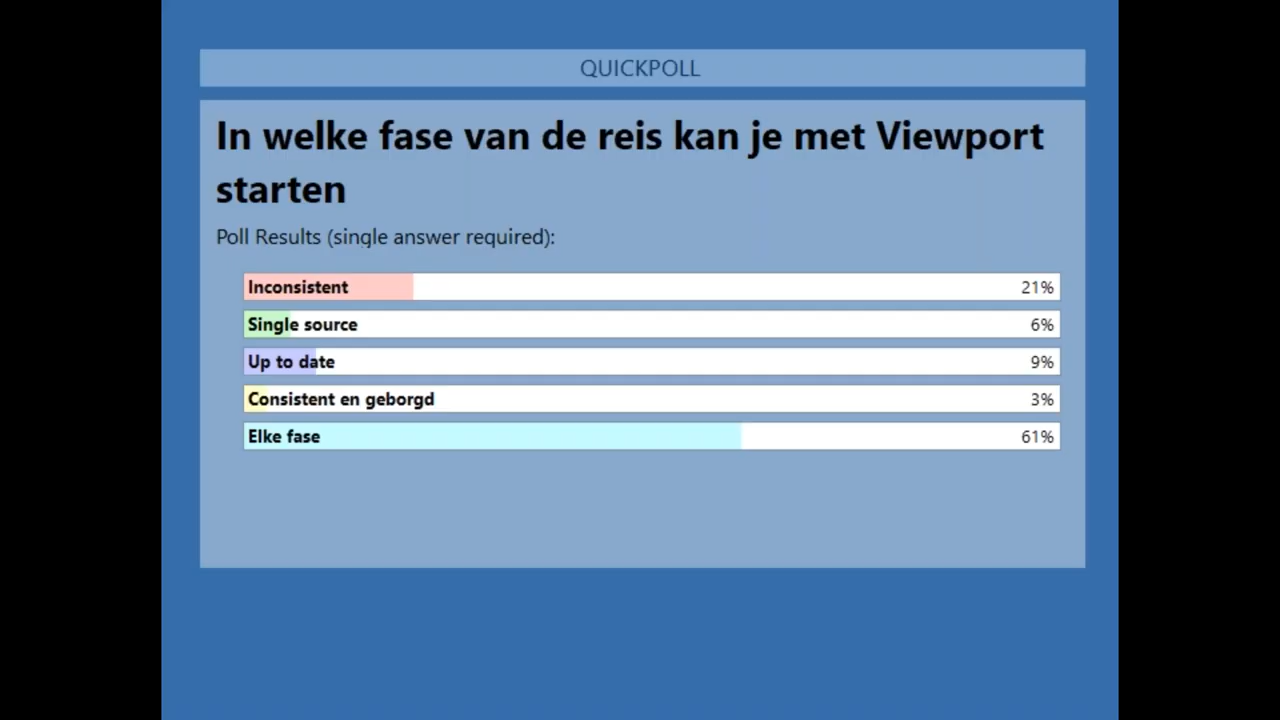 QUICKPOLL
In welke fase van de reis kan je met Viewport
starten
Poll Results (single answer required):
Inconsistent 21%
Single source 6%
Up to date 9%
Consistent en geborgd 3%
Elke fase 61%